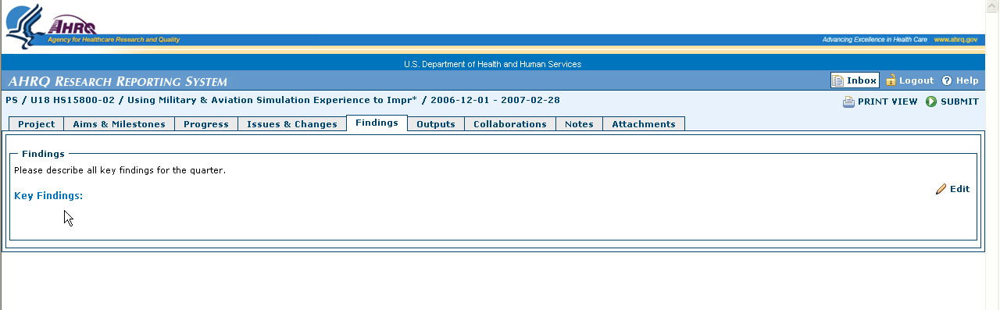 AHRQ
Agency for Healthcare Research and Quality
Advancing Excellence in Health Care www.ahrq.gov
U.S. Department of Health and Human Services
AHRQ RESEARCH REPORTING SYSTEM
Inbox Logout Help
PS / U18 HS15800-02 / Using Military & Aviation Simulation Experience to Impr* / 2006-12-01 - 2007-02-28
PRINT VIEW SUBMIT
Project Aims & Milestones Progress Issues & Changes Findings Outputs Collaborations Notes Attachments
Findings
Please describe all key findings for the quarter.
Edit
Key Findings: